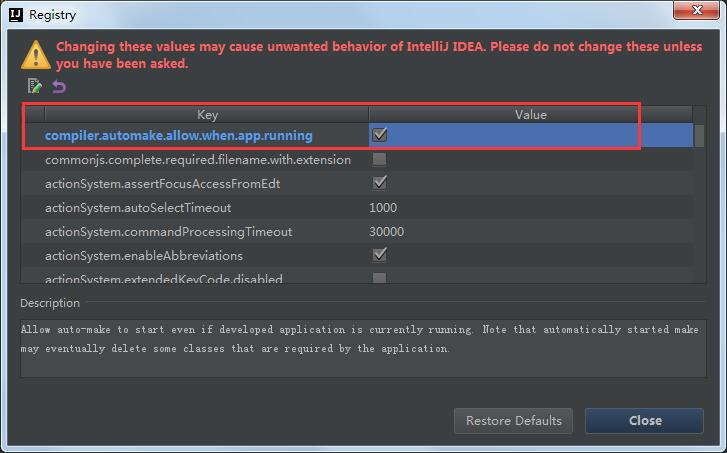 IJ Registry
Changing these values may cause unwanted behavior of IntelliJ IDEA. Please do not change these unless
you have been asked.
Key Value
compiler.automake.allow.when.app.running
commonjs.complete.required.filename.with.extension
actionSystem.assertFocusAccessFromEdt
actionSystem.autoSelectTimeout 1000
actionSystem.commandProcessingTimeout 30000
actionSystem.enableAbbreviations
actionSystem.extendedKeyCode.disabled
Description
Allow auto-make to start even if developed application is currently running. Note that automatically started make
may eventually delete some classes that are required by the application.
Restore Defaults Close